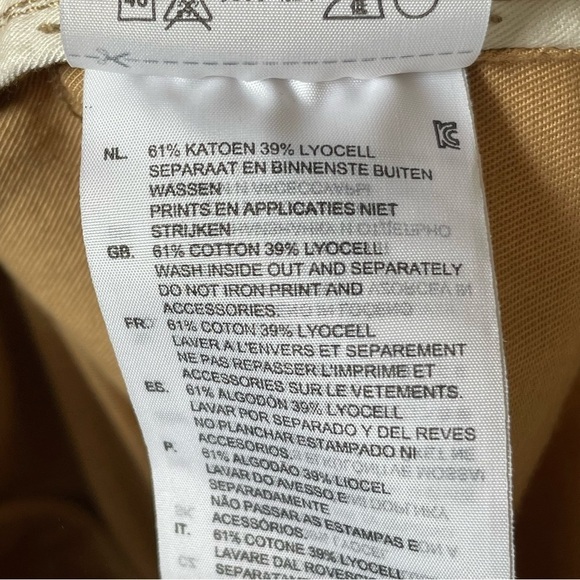 40
NL. 61% KATOEN 39% LYOCELL
SEPARAAT EN BINNENSTE BUITEN
WASSEN
PRINTS EN APPLICATIES NIET
STRIJKEN
GB. 61% COTTON 39% LYOCELL
WASH INSIDE OUT AND SEPARATELY
DO NOT IRON PRINT AND
ACCESSORIES.
FR. 61% COTON 39% LYOCELL
LAVER A L'ENVERS ET SEPAREMENT
NE PAS REPASSER L'IMPRIME ET
ACCESSORIES SUR LE VETEMENTS.
ES. 61% ALGODÓN 39% LYOCELL
LAVAR POR SEPARADO Y DEL REVES
NO PLANCHAR ESTAMPADO NI
ACCESORIOS.
P. 61% ALGODÃO 39% LIOCEL
LAVAR DO AVESSO E
SEPARADAMENTE
NÃO PASSAR AS ESTAMPAS E
ACESSÓRIOS.
IT. 61% COTONE 39% LYOCELL
LAVARE DAL ROVESCIO
SEPARATAMENTE